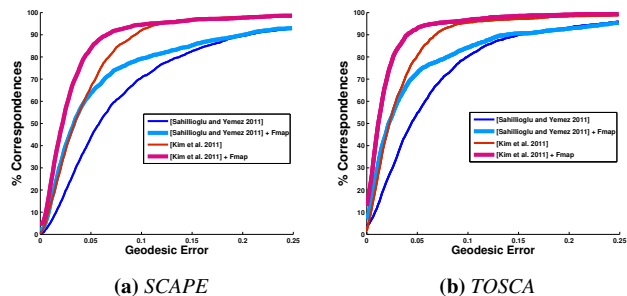 100
90
80
70
60
50
40
30
20
10
0
% Correspondences
[Sahillioglu and Yemez 2011]
[Sahillioglu and Yemez 2011] + Fmap
[Kim et al. 2011]
[Kim et al. 2011] + Fmap
0 0.05 0.1 0.15 0.2 0.25
Geodesic Error
(a) SCAPE
100
90
80
70
60
50
40
30
20
10
0
% Correspondences
[Sahillioglu and Yemez 2011]
[Sahillioglu and Yemez 2011] + Fmap
[Kim et al. 2011]
[Kim et al. 2011] + Fmap
0 0.05 0.1 0.15 0.2 0.25
Geodesic Error
(b) TOSCA